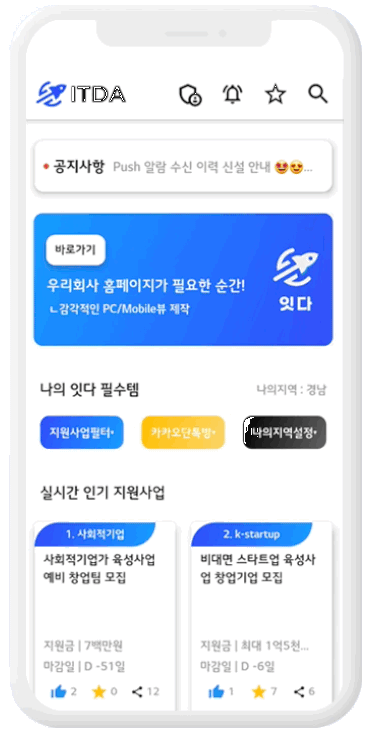 ITDA
공지사항 Push 알람 수신 이력 신설 안내 😍😍...
바로가기
우리회사 홈페이지가 필요한 순간!
ㄴ감각적인 PC/Mobile뷰 제작
잇다
나의 잇다 필수템
나의지역 : 경남
지원사업필터▾
카카오단톡방▾
나의지역설정▾
실시간 인기 지원사업
1. 사회적기업
사회적기업가 육성사업
예비 창업팀 모집
지원금 | 7백만원
마감일 | D -51일
2 0 12
2. k-startup
비대면 스타트업 육성사
업 창업기업 모집
지원금 | 최대 1억5천...
마감일 | D -6일
1 7 6